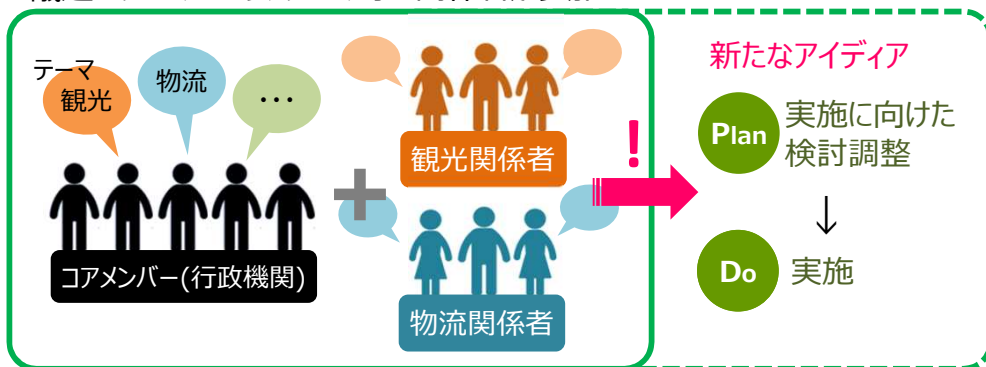 テーマ
観光
物流
・・・
コアメンバー(行政機関)
観光関係者
物流関係者
!
新たなアイディア
Plan
実施に向けた
検討調整
↓
Do
実施